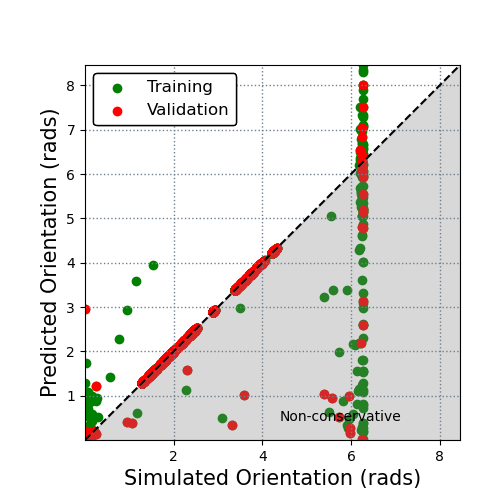 Training
Validation
8
7
6
5
4
3
2
1
Predicted Orientation (rads)
Non-conservative
2
4
6
8
Simulated Orientation (rads)